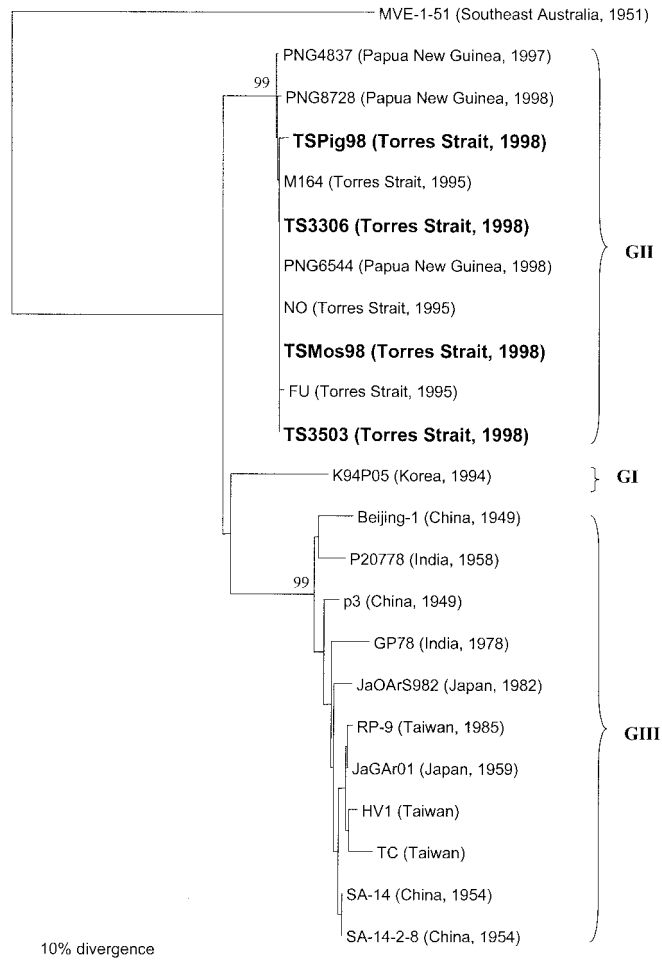 MVE-1-51 (Southeast Australia, 1951)
PNG4837 (Papua New Guinea, 1997)
99
PNG8728 (Papua New Guinea, 1998)
TSPig98 (Torres Strait, 1998)
M164 (Torres Strait, 1995)
TS3306 (Torres Strait, 1998)
GII
PNG6544 (Papua New Guinea, 1998)
NO (Torres Strait, 1995)
TSMos98 (Torres Strait, 1998)
FU (Torres Strait, 1995)
TS3503 (Torres Strait, 1998)
K94P05 (Korea, 1994)
GI
Beijing-1 (China, 1949)
P20778 (India, 1958)
99
p3 (China, 1949)
GP78 (India, 1978)
JaOArS982 (Japan, 1982)
RP-9 (Taiwan, 1985)
GIII
JaGAr01 (Japan, 1959)
HV1 (Taiwan)
TC (Taiwan)
SA-14 (China, 1954)
SA-14-2-8 (China, 1954)
10% divergence